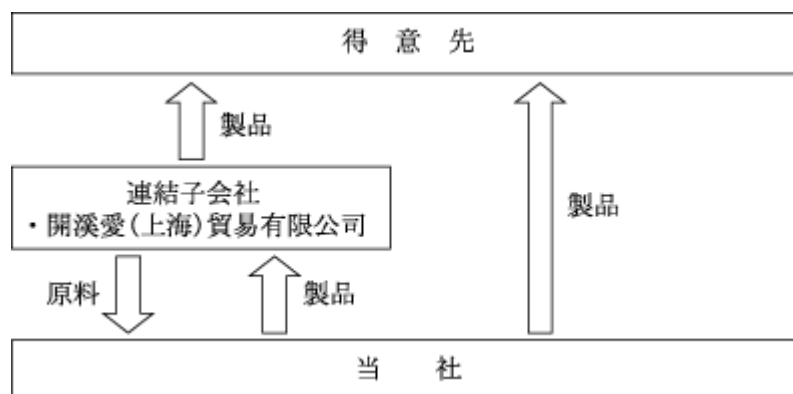 得意先
製品
連結子会社
・開溪愛(上海)貿易有限公司
製品
原料
製品
当社